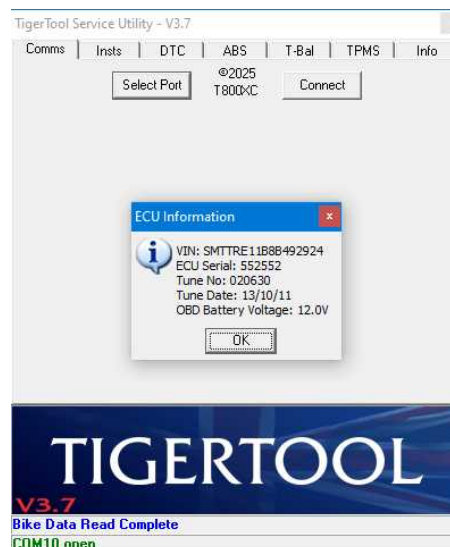 TigerTool Service Utility - V3.7
Comms Insts DTC ABS T-Bal TPMS Info
Select Port
©2025
T800XC
Connect
ECU Information
x
VIN: SMTTRE11B8B492924
ECU Serial: 552552
Tune No: 020630
Tune Date: 13/10/11
OBD Battery Voltage: 12.0V
OK
TIGERTOOL
V3.7
Bike Data Read Complete
COM10 open